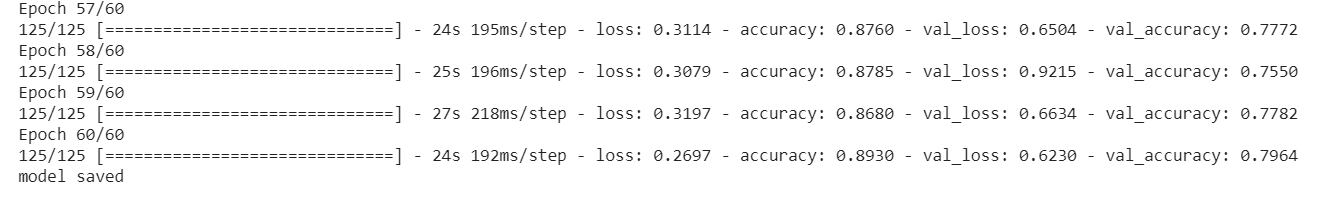 Epoch 57/60
125/125 [==============================] - 24s 195ms/step - loss: 0.3114 - accuracy: 0.8760 - val_loss: 0.6504 - val_accuracy: 0.7772
Epoch 58/60
125/125 [==============================] - 25s 196ms/step - loss: 0.3079 - accuracy: 0.8785 - val_loss: 0.9215 - val_accuracy: 0.7550
Epoch 59/60
125/125 [==============================] - 27s 218ms/step - loss: 0.3197 - accuracy: 0.8680 - val_loss: 0.6634 - val_accuracy: 0.7782
Epoch 60/60
125/125 [==============================] - 24s 192ms/step - loss: 0.2697 - accuracy: 0.8930 - val_loss: 0.6230 - val_accuracy: 0.7964
model saved